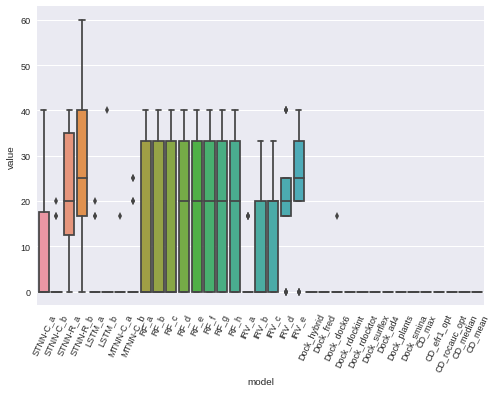 60
50
40
30
20
10
0
value
STNN-C_a
STNN-C_b
STNN-R_a
STNN-R_b
LSTM_a
LSTM_b
MTNN-C_a
MTNN-C_b
RF_a
RF_b
RF_c
RF_d
RF_e
RF_f
RF_g
RF_h
IRV_a
IRV_b
IRV_c
IRV_d
IRV_e
Dock_hybrid
Dock_fred
Dock_dock6
Dock_rdockint
Dock_rdocktot
Dock_surflex
Dock_ad4
Dock_plants
Dock_smina
CD_max
CD_efr1_opt
CD_rocauc_opt
CD_median
CD_mean
model